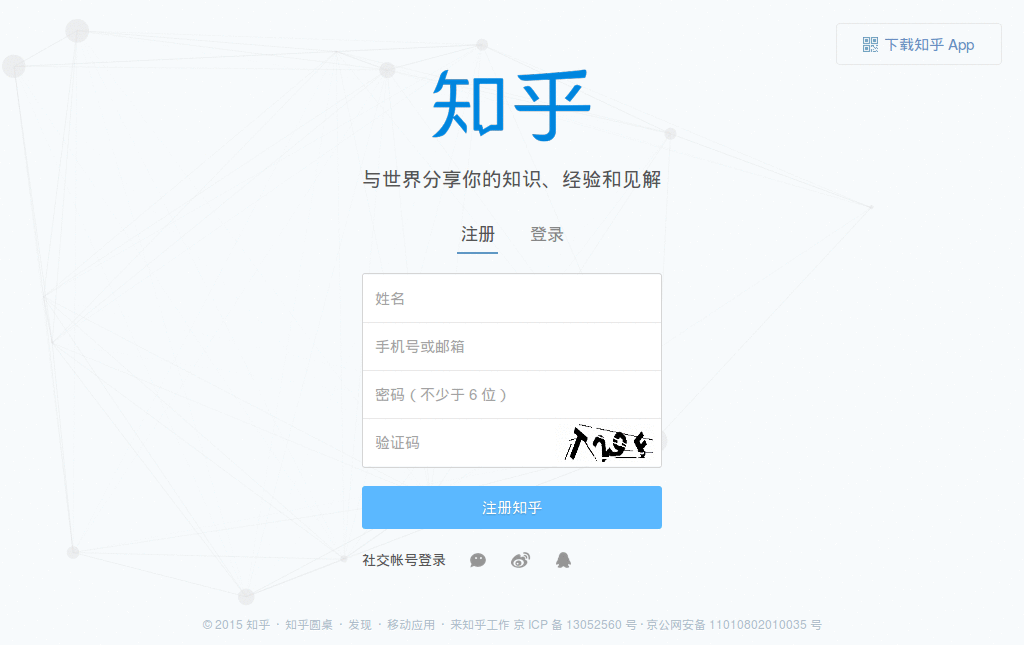 下载知乎 App
知乎
与世界分享你的知识、经验和见解
注册 登录
姓名
手机号或邮箱
密码（不少于 6 位）
验证码
注册知乎
社交帐号登录
© 2015 知乎 · 知乎圆桌 · 发现 · 移动应用 · 来知乎工作 京 ICP 备 13052560 号 · 京公网安备 11010802010035 号